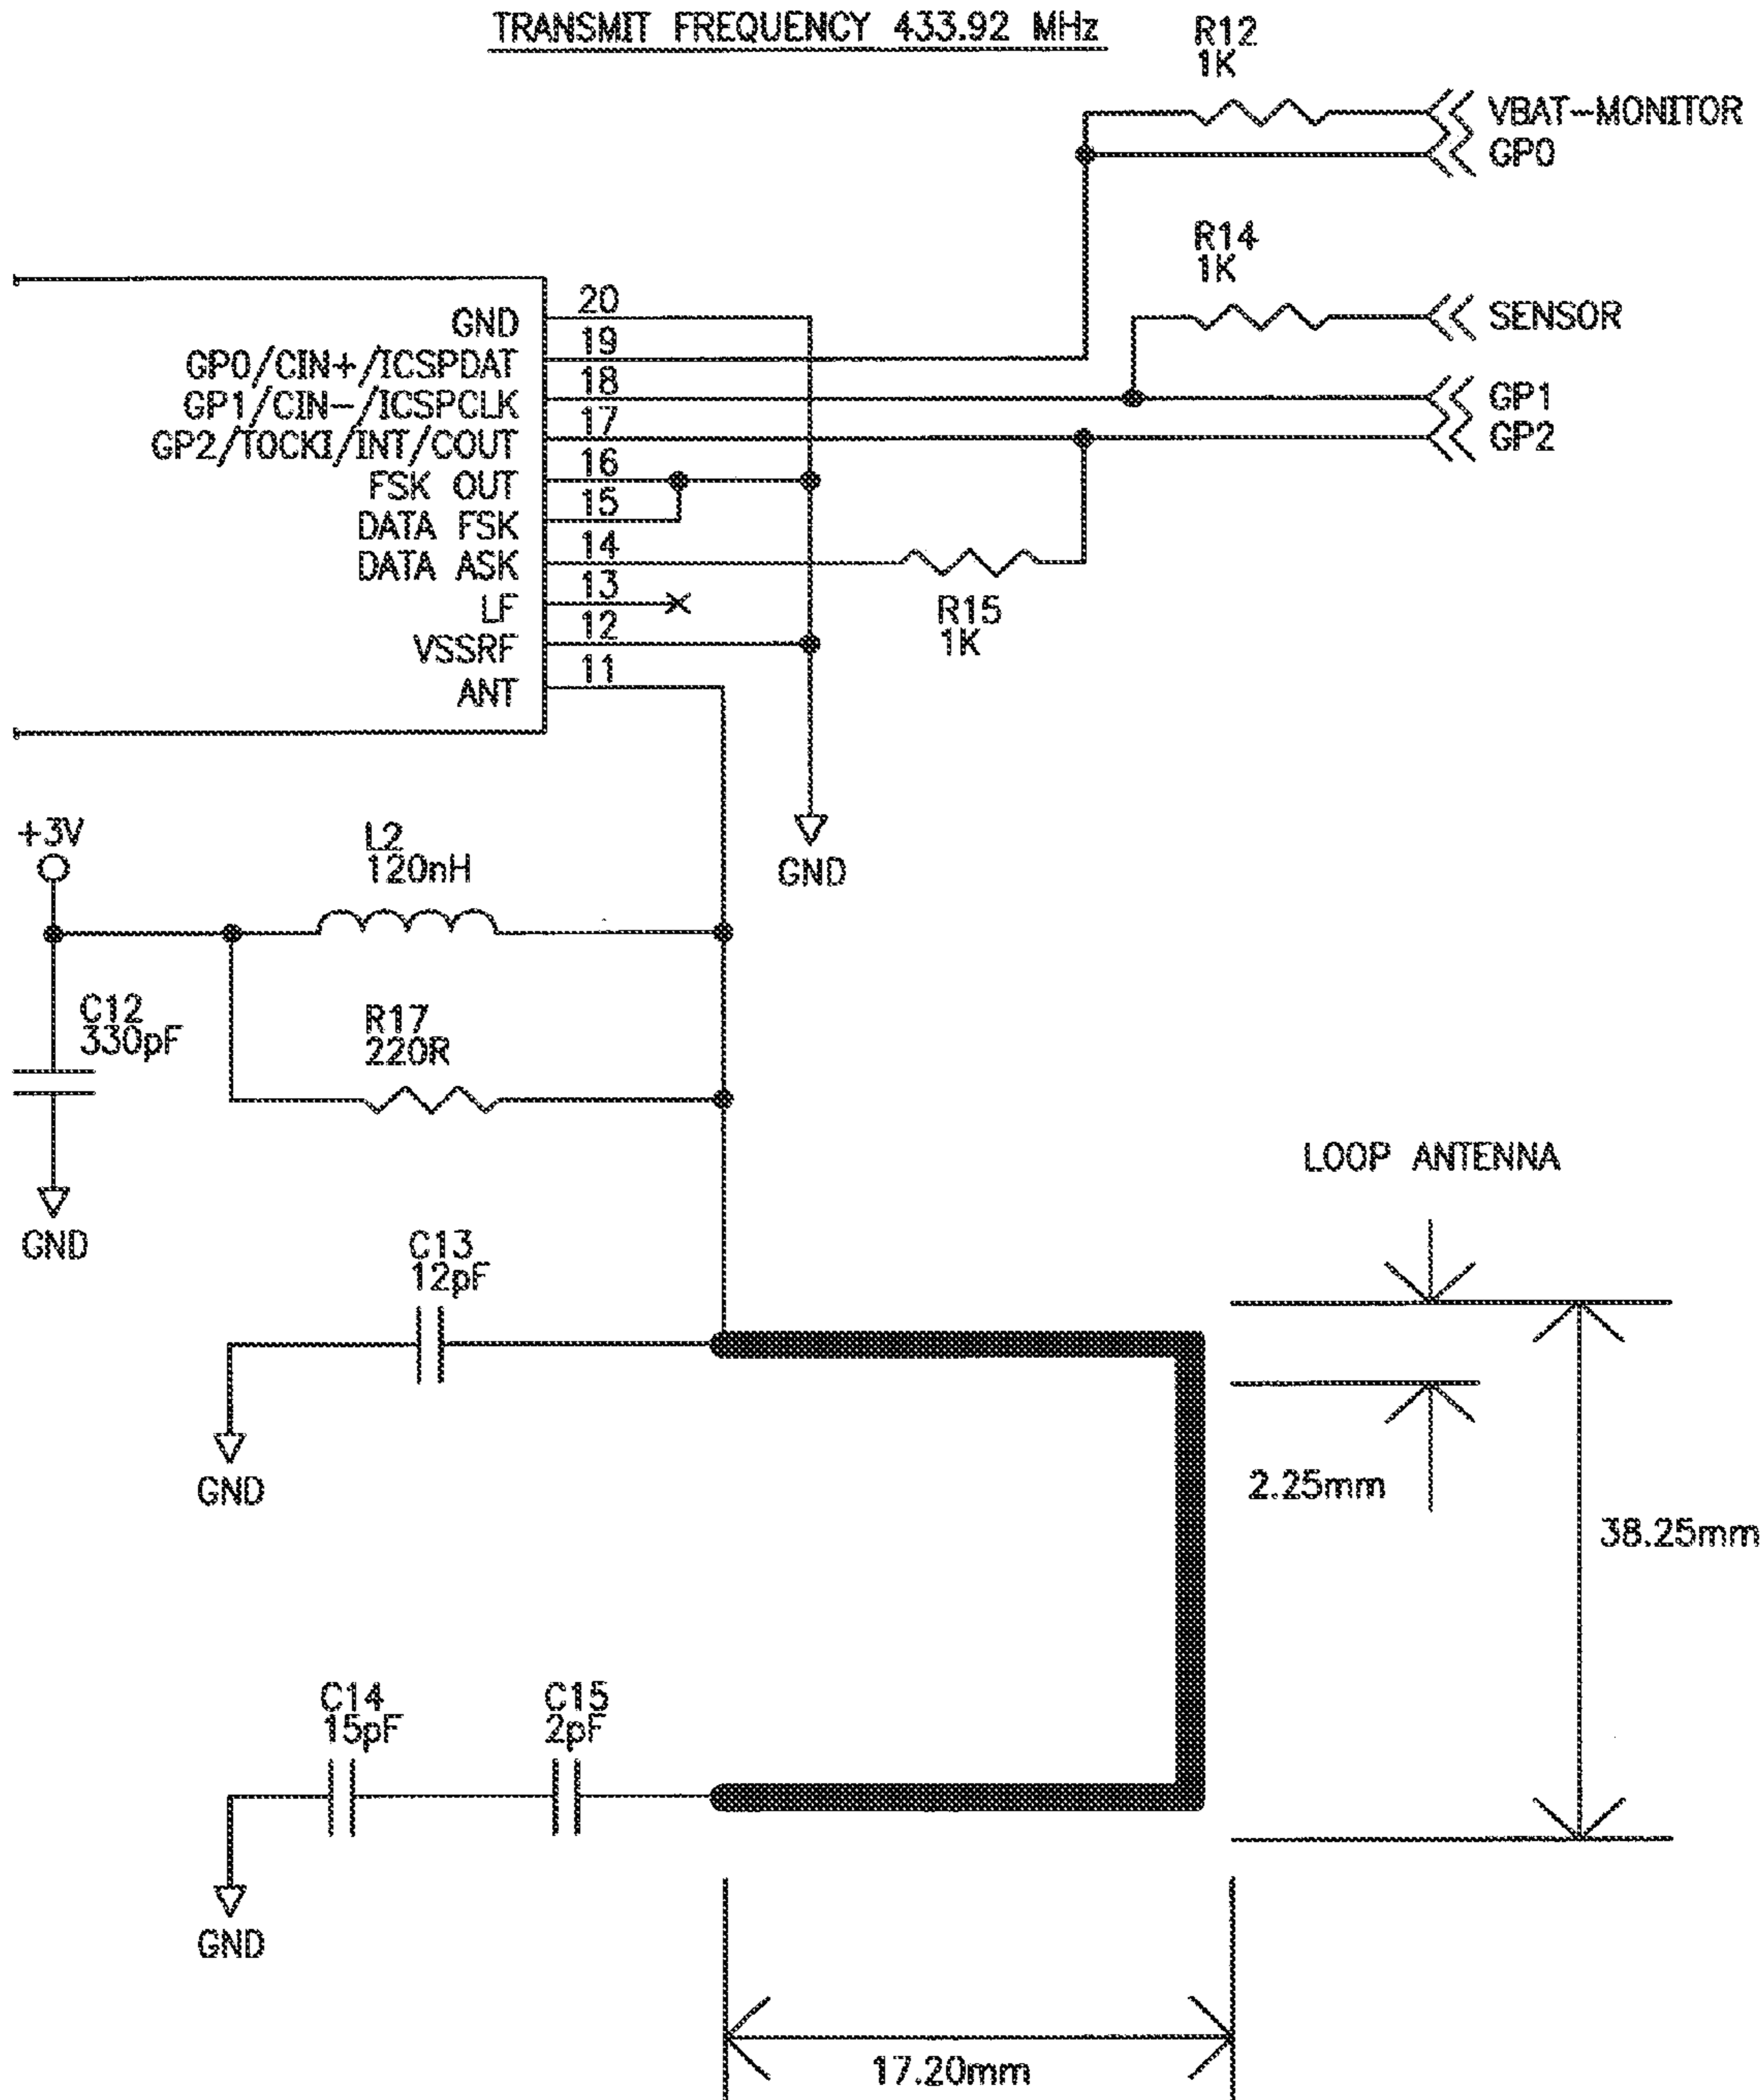 TRANSMIT FREQUENCY 433.92 MHz
R12
1K
VBAT-MONITOR
GP0
R14
1K
SENSOR
GP1
GP2
GND
20
GP0/CIN+/ICSPDAT
19
GP1/CIN-/ICSPCLK
18
GP2/T0CKI/INT/COUT
17
FSK OUT
16
DATA FSK
15
DATA ASK
14
LF
13
VSSRF
12
ANT
11
R15
1K
GND
+3V
L2
120nH
C12
330pF
R17
220R
GND
LOOP ANTENNA
C13
12pF
GND
2.25mm
38.25mm
C14
15pF
C15
2pF
GND
17.20mm